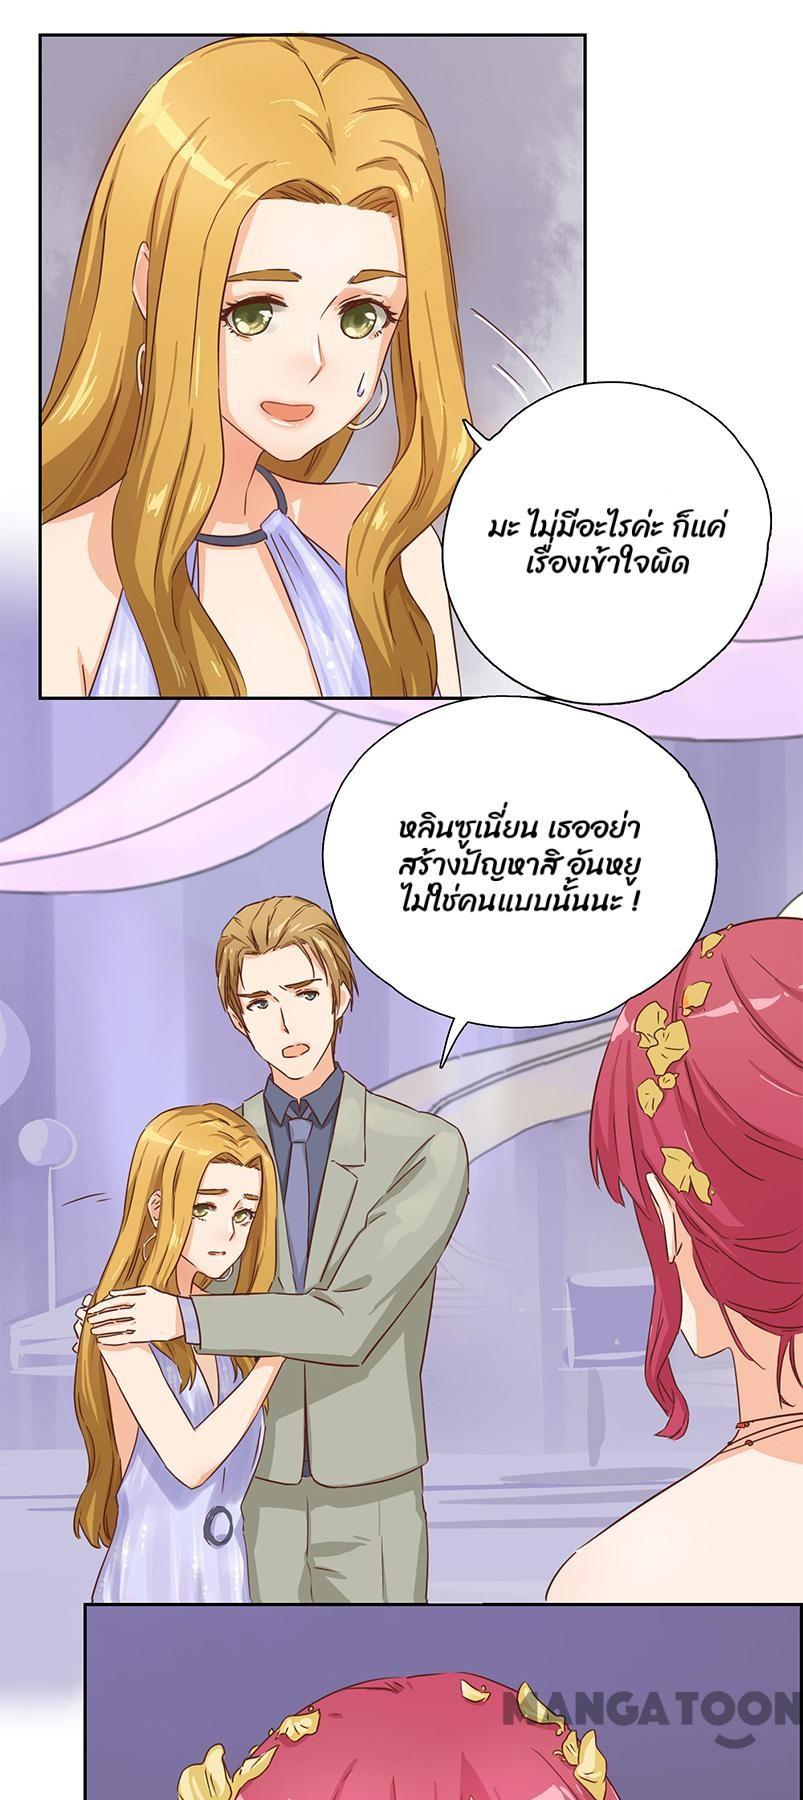 มะ ไม่มีอะไรค่ะ ก็แค่
เรื่องเข้าใจผิด
หลินซูเนี่ยน เธออย่า
สร้างปัญหาสิ อันหยู
ไม่ใช่คนแบบนั้นนะ !
MANGATOON